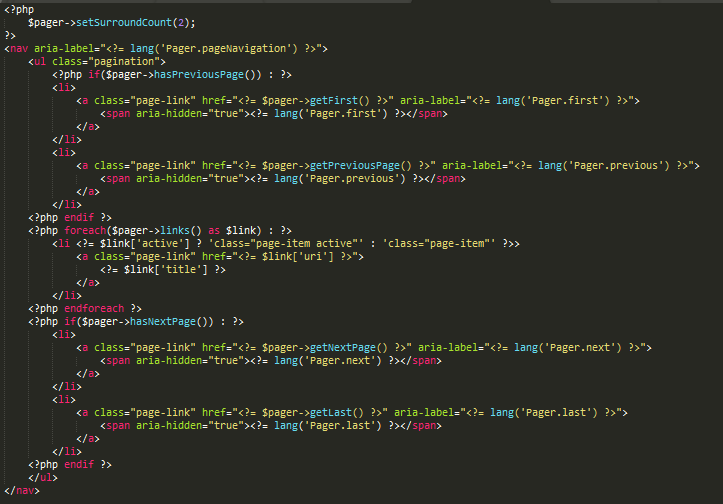 <?php
    $pager->setSurroundCount(2);
?>
<nav aria-label="<?= lang('Pager.pageNavigation') ?>">
    <ul class="pagination">
        <?php if($pager->hasPreviousPage()) : ?>
        <li>
            <a class="page-link" href="<?= $pager->getFirst() ?>" aria-label="<?= lang('Pager.first') ?>">
                <span aria-hidden="true"><?= lang('Pager.first') ?></span>
            </a>
        </li>
        <li>
            <a class="page-link" href="<?= $pager->getPreviousPage() ?>" aria-label="<?= lang('Pager.previous') ?>">
                <span aria-hidden="true"><?= lang('Pager.previous') ?></span>
            </a>
        </li>
    <?php endif ?>
    <?php foreach($pager->links() as $link) : ?>
        <li <?= $link['active'] ? 'class="page-item active"' : 'class="page-item"' ?>>
            <a class="page-link" href="<?= $link['uri'] ?>">
                <?= $link['title'] ?>
            </a>
        </li>
    <?php endforeach ?>
    <?php if($pager->hasNextPage()) : ?>
        <li>
            <a class="page-link" href="<?= $pager->getNextPage() ?>" aria-label="<?= lang('Pager.next') ?>">
                <span aria-hidden="true"><?= lang('Pager.next') ?></span>
            </a>
        </li>
        <li>
            <a class="page-link" href="<?= $pager->getLast() ?>" aria-label="<?= lang('Pager.last') ?>">
                <span aria-hidden="true"><?= lang('Pager.last') ?></span>
            </a>
        </li>
    <?php endif ?>
    </ul>
</nav>